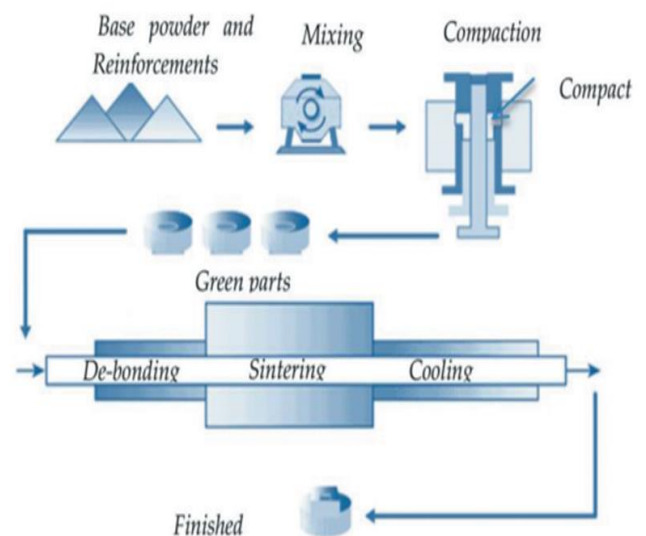 Base powder and
Reinforcements
Mixing
Compaction
Compact
Green parts
De-bonding
Sintering
Cooling
Finished